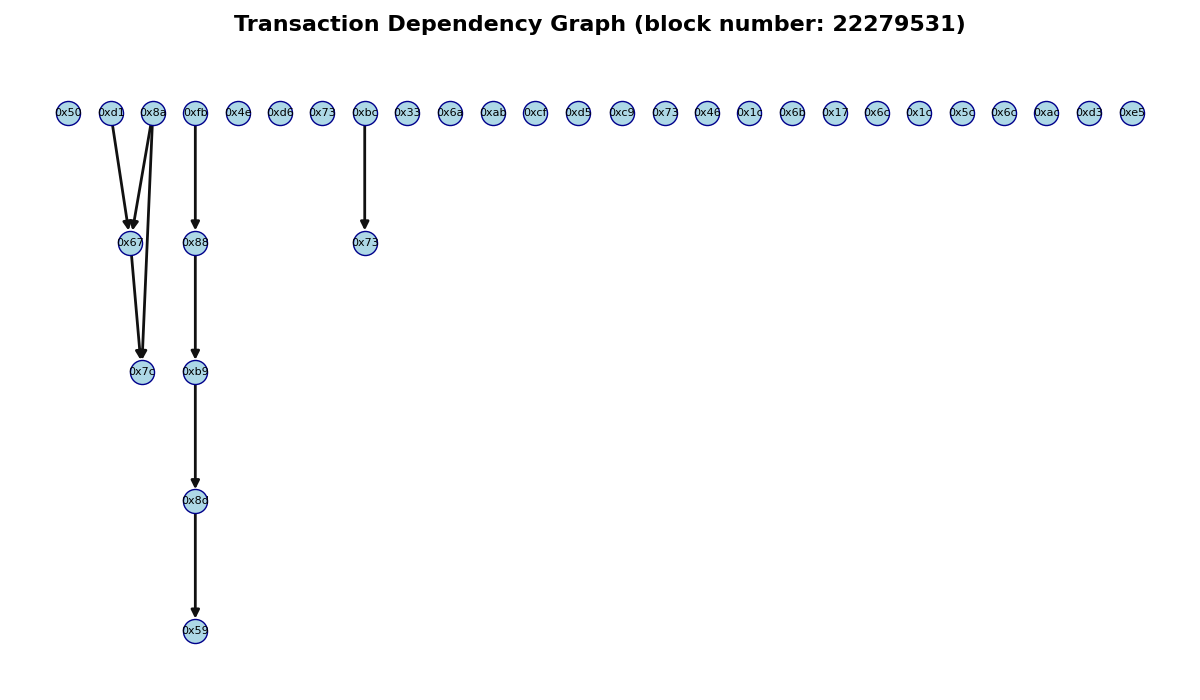 Transaction Dependency Graph (block number: 22279531)
0x50 0xd1 0x8a 0xfb 0x4e 0xd6 0x73 0xbc 0x33 0x6a 0xab 0xcf 0xd5 0xc9 0x73 0x46 0x1c 0x6b 0x17 0x6c 0x1c 0x5c 0x6c 0xac 0xd3 0xe5
0x67 0x88 0x73
0x7c 0xb9
0x8d
0x59